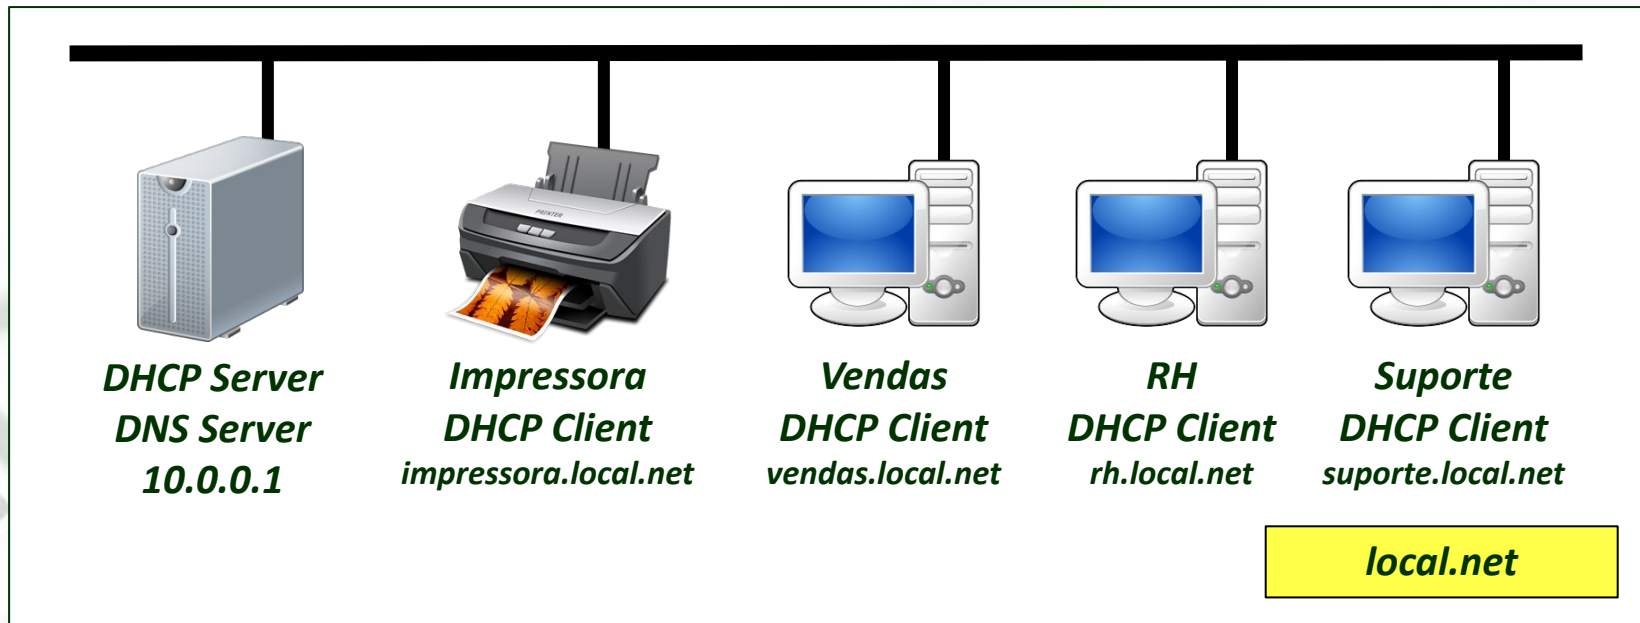 PRINTER
DHCP Server
DNS Server
10.0.0.1
Impressora
DHCP Client
impressora.local.net
Vendas
DHCP Client
vendas.local.net
RH
DHCP Client
rh.local.net
Suporte
DHCP Client
suporte.local.net
local.net